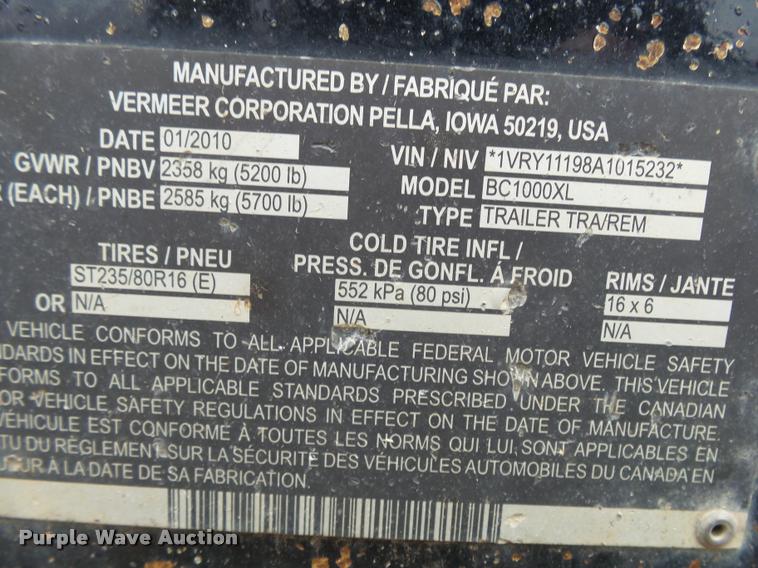 MANUFACTURED BY / FABRIQUÉ PAR:
VERMEER CORPORATION PELLA, IOWA 50219, USA
DATE 01/2010
VIN / NIV *1VRY11198A1015232*
GVWR / PNBV 2358 kg (5200 lb)
MODEL BC1000XL
(EACH) / PNBE 2585 kg (5700 lb)
TYPE TRAILER TRA/REM
TIRES / PNEU
COLD TIRE INFL /
PRESS. DE GONFL. Á FROID
RIMS / JANTE
ST235/80R16 (E)
552 kPa (80 psi)
16 x 6
OR N/A
N/A
N/A
VEHICLE CONFORMS TO ALL APPLICABLE FEDERAL MOTOR VEHICLE SAFETY
IN EFFECT ON THE DATE OF MANUFACTURING SHOWN ABOVE. THIS VEHICLE
TO ALL APPLICABLE STANDARDS PRESCRIBED UNDER THE CANADIAN
VEHICLE SAFETY REGULATIONS IN EFFECT ON THE DATE OF MANUFACTURE.
EST CONFORME À TOUTES LES NORMS QUI LUI SONT APPLICABLES EN
DU RÈGLEMENT SUR LA SÉCURITÉ DES VÉHICULES AUTOMOBILES DU CANADA EN
À LA DATE DE SA FABRICATION.
Purple Wave Auction